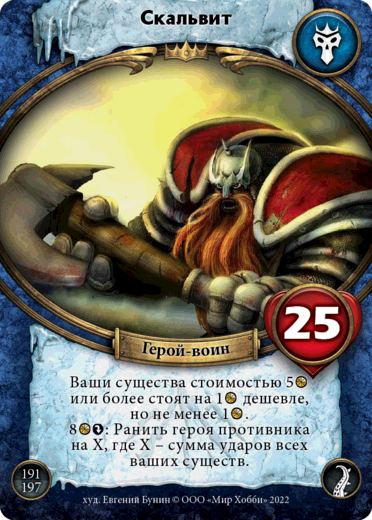 Скальвит
25
Герой-воин
Ваши существа стоимостью 5
или более стоят на 1 дешевле,
но не менее 1.
8: Ранить героя противника
на X, где X – сумма ударов всех
ваших существ.
191
197
худ. Евгений Бунин © ООО «Мир Хобби» 2022